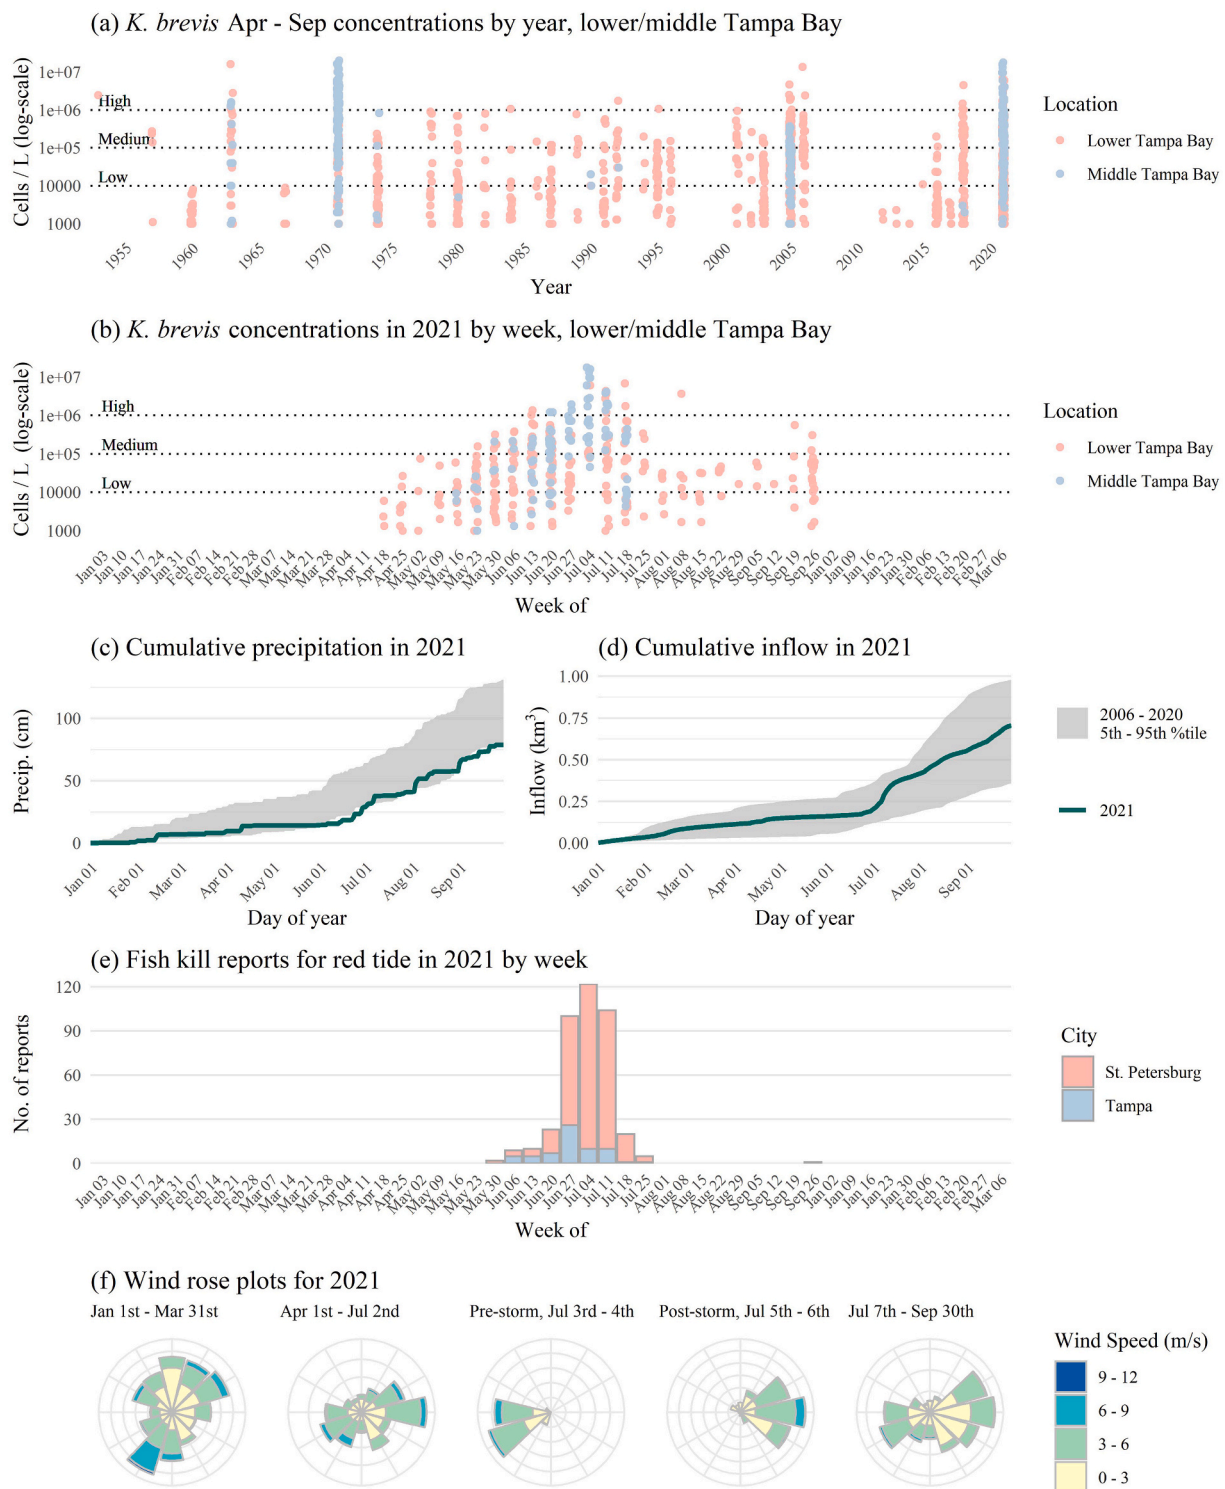 (a) K. brevis Apr - Sep concentrations by year, lower/middle Tampa Bay
Cells / L (log-scale)
1e+07
1e+06
1e+05
10000
1000
High
Medium
Low
1955
1960
1965
1970
1975
1980
1985
1990
1995
2000
2005
2010
2015
2020
Year
Location
Lower Tampa Bay
Middle Tampa Bay
(b) K. brevis concentrations in 2021 by week, lower/middle Tampa Bay
Cells / L (log-scale)
1e+07
1e+06
1e+05
10000
1000
High
Medium
Low
Jan 03
Jan 10
Jan 17
Jan 24
Jan 31
Feb 07
Feb 14
Feb 21
Feb 28
Mar 07
Mar 14
Mar 21
Mar 28
Apr 04
Apr 11
Apr 18
Apr 25
May 02
May 09
May 16
May 23
May 30
Jun 06
Jun 13
Jun 20
Jun 27
Jul 04
Jul 11
Jul 18
Jul 25
Aug 01
Aug 08
Aug 15
Aug 22
Aug 29
Sep 05
Sep 12
Sep 19
Sep 26
Jan 02
Jan 09
Jan 16
Jan 23
Jan 30
Feb 06
Feb 13
Feb 20
Feb 27
Mar 06
Week of
Location
Lower Tampa Bay
Middle Tampa Bay
(c) Cumulative precipitation in 2021
Precip. (cm)
100
50
0
Jan 01
Feb 01
Mar 01
Apr 01
May 01
Jun 01
Jul 01
Aug 01
Sep 01
Day of year
(d) Cumulative inflow in 2021
Inflow (km³)
1.00
0.75
0.50
0.25
0.00
Jan 01
Feb 01
Mar 01
Apr 01
May 01
Jun 01
Jul 01
Aug 01
Sep 01
Day of year
2006 - 2020
5th - 95th %tile
2021
(e) Fish kill reports for red tide in 2021 by week
No. of reports
120
90
60
30
0
Jan 03
Jan 10
Jan 17
Jan 24
Jan 31
Feb 07
Feb 14
Feb 21
Feb 28
Mar 07
Mar 14
Mar 21
Mar 28
Apr 04
Apr 11
Apr 18
Apr 25
May 02
May 09
May 16
May 23
May 30
Jun 06
Jun 13
Jun 20
Jun 27
Jul 04
Jul 11
Jul 18
Jul 25
Aug 01
Aug 08
Aug 15
Aug 22
Aug 29
Sep 05
Sep 12
Sep 19
Sep 26
Jan 02
Jan 09
Jan 16
Jan 23
Jan 30
Feb 06
Feb 13
Feb 20
Feb 27
Mar 06
Week of
City
St. Petersburg
Tampa
(f) Wind rose plots for 2021
Jan 1st - Mar 31st
Apr 1st - Jul 2nd
Pre-storm, Jul 3rd - 4th
Post-storm, Jul 5th - 6th
Jul 7th - Sep 30th
Wind Speed (m/s)
9 - 12
6 - 9
3 - 6
0 - 3